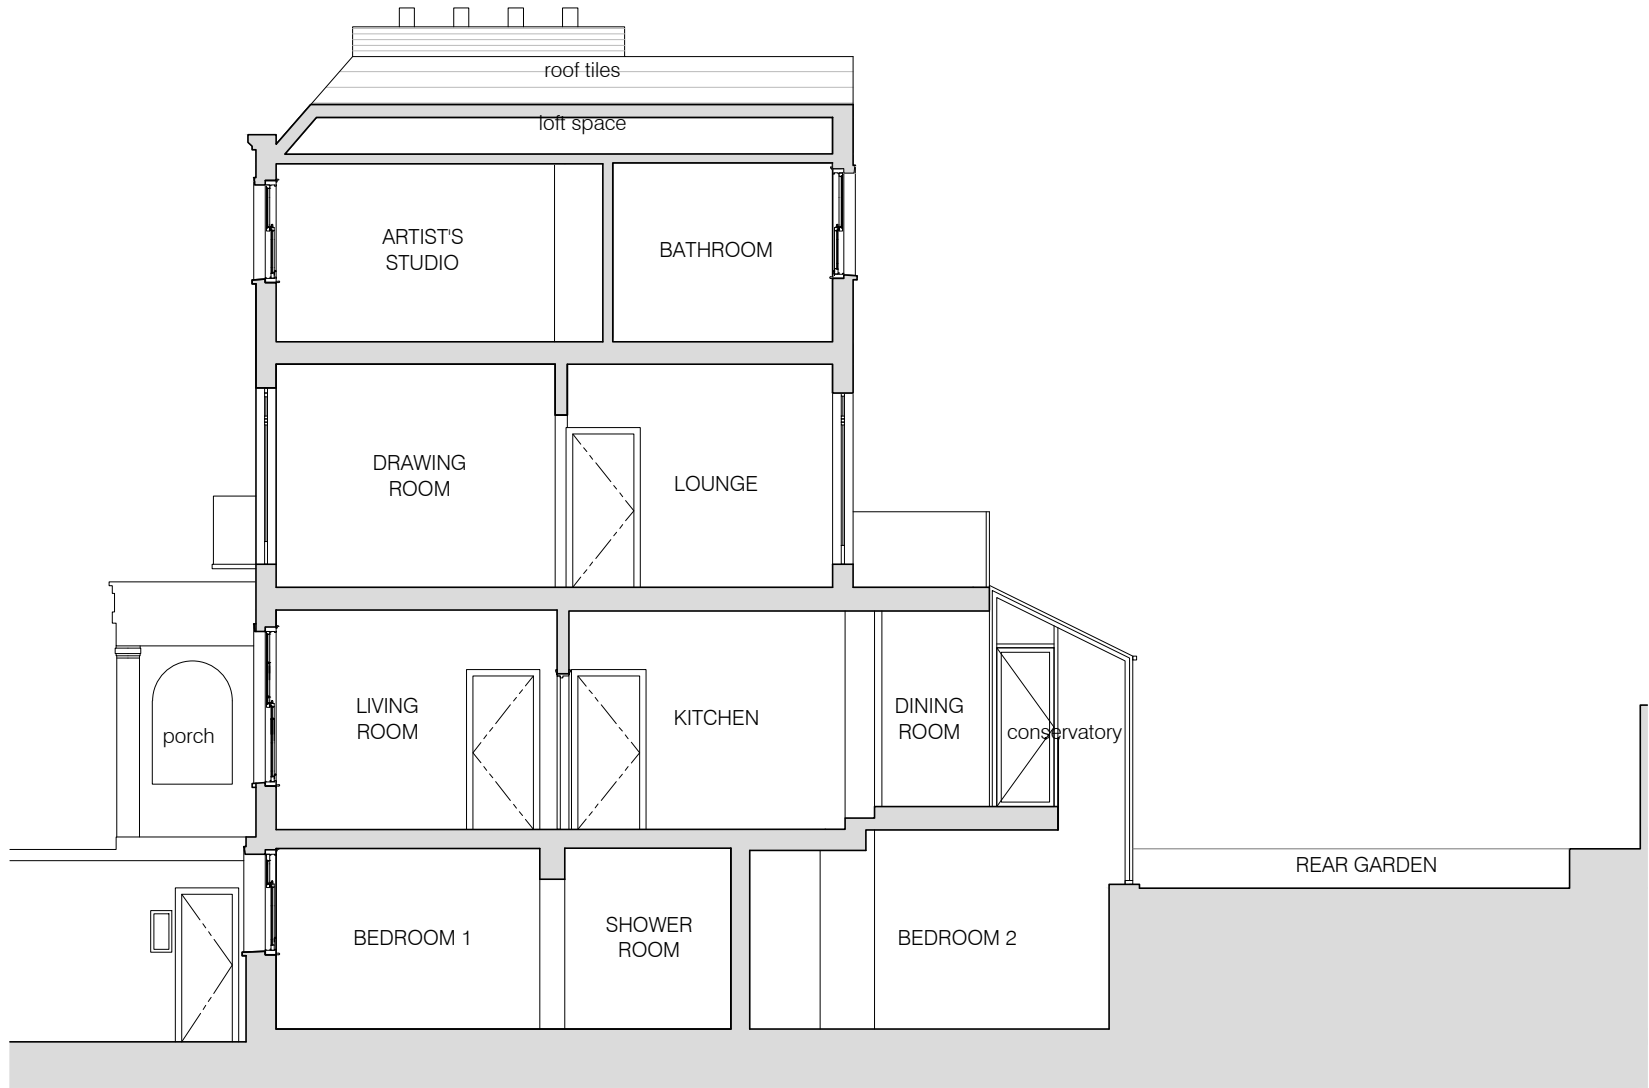 roof tiles
loft space
ARTIST'S
STUDIO
BATHROOM
DRAWING
ROOM
LOUNGE
LIVING
ROOM
KITCHEN
DINING
ROOM
porch
conservatory
REAR GARDEN
BEDROOM 1
SHOWER
ROOM
BEDROOM 2